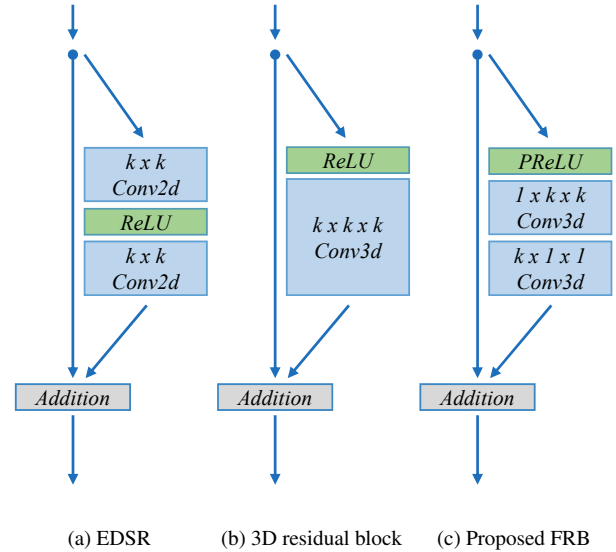 k x k
Conv2d
ReLU
k x k
Conv2d
Addition
(a) EDSR
ReLU
k x k x k
Conv3d
Addition
(b) 3D residual block
PReLU
1 x k x k
Conv3d
k x 1 x 1
Conv3d
Addition
(c) Proposed FRB